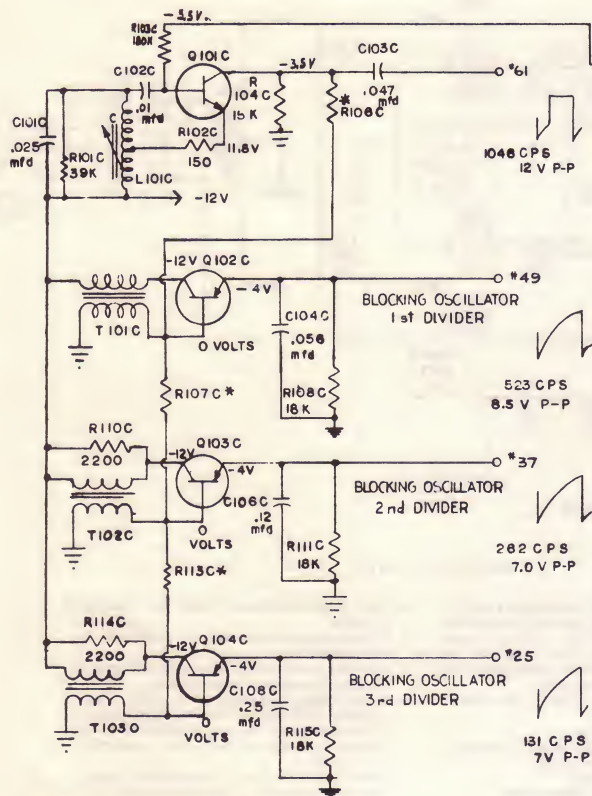 -3.5V.
R103C
180K
Q101C
C102C
.01
mfd
-3.5V
C103C
.047
mfd
#61
R
104C
15 K
*
R106C
C101C
.025
mfd
R101C
39K
C
R102C
150
11.8V
L101C
-12V
1046 CPS
12 V P-P
-12V Q102C
-4V
#49
T101C
0 VOLTS
C104C
.056
mfd
R108C
18K
BLOCKING OSCILLATOR
1st DIVIDER
523 CPS
8.5 V P-P
R107C*
R110C
2200
-12V
Q103C
-4V
#37
T102C
0
VOLTS
C106C
.12
mfd
R111C
18K
BLOCKING OSCILLATOR
2nd DIVIDER
262 CPS
7.0 V P-P
R113C*
R114C
2200
-12V
Q104C
-4V
#25
T103C
0
VOLTS
C108C
.25
mfd
R115C
18K
BLOCKING OSCILLATOR
3rd DIVIDER
131 CPS
7V P-P